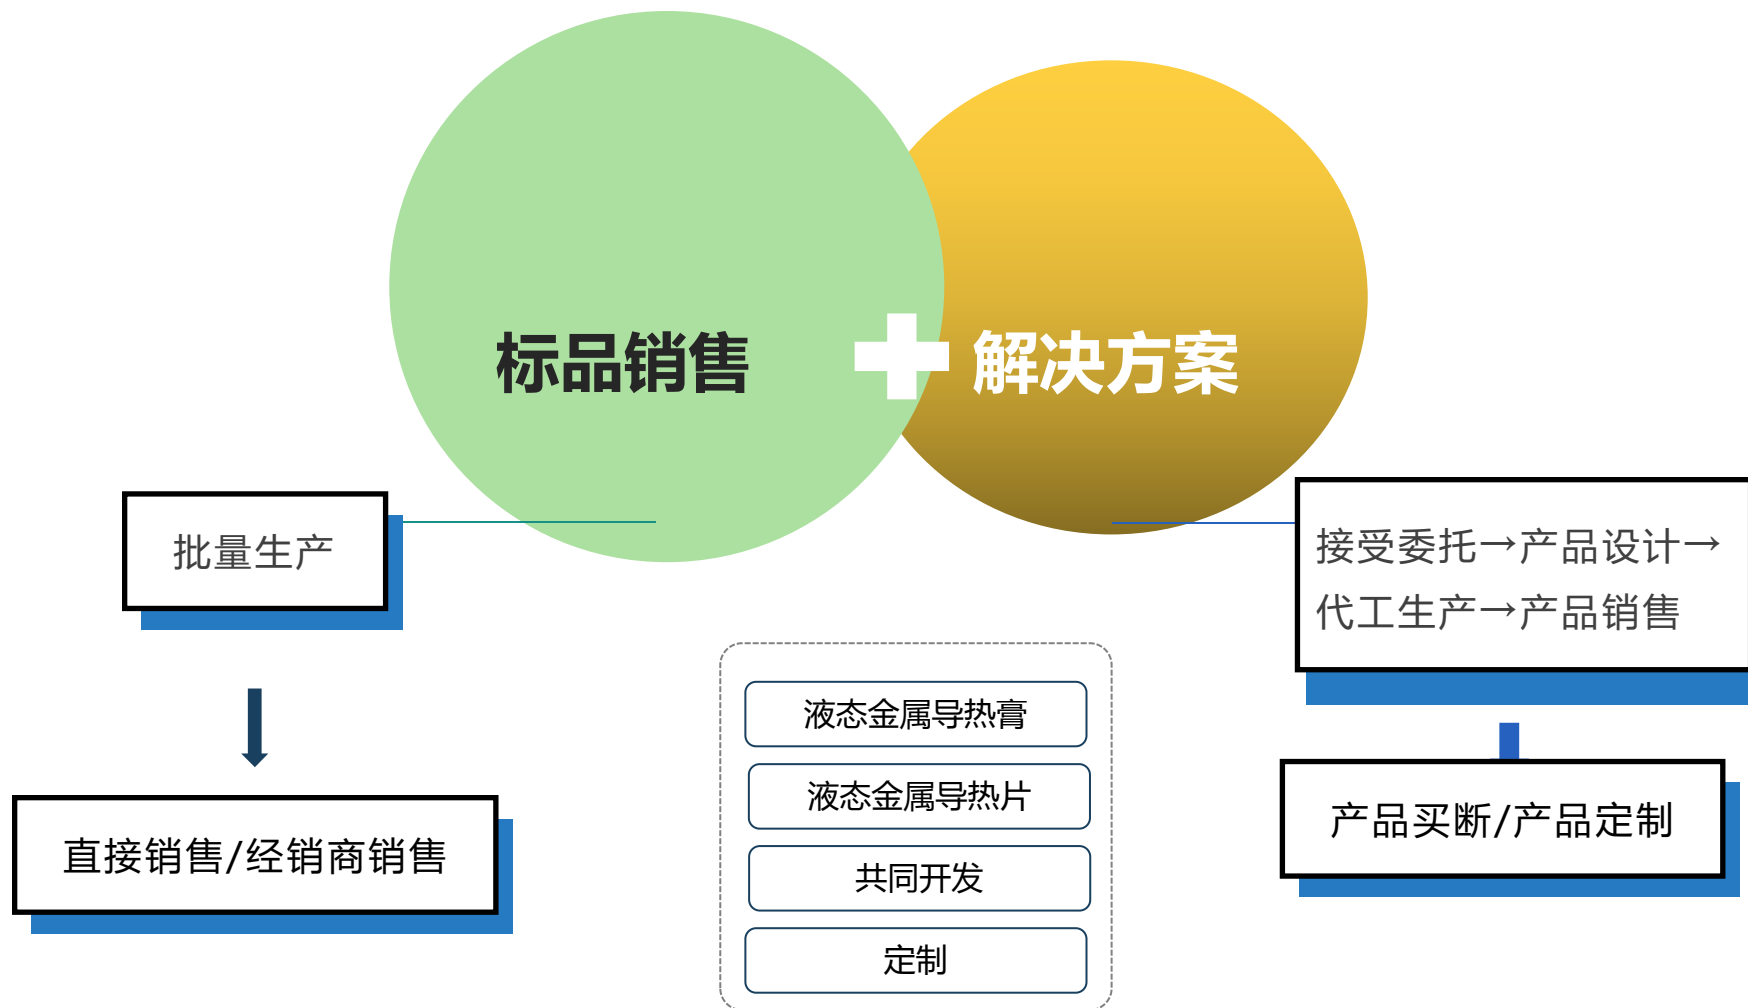 标品销售
解决方案
批量生产
接受委托→产品设计→
代工生产→产品销售
液态金属导热膏
液态金属导热片
共同开发
定制
直接销售/经销商销售
产品买断/产品定制